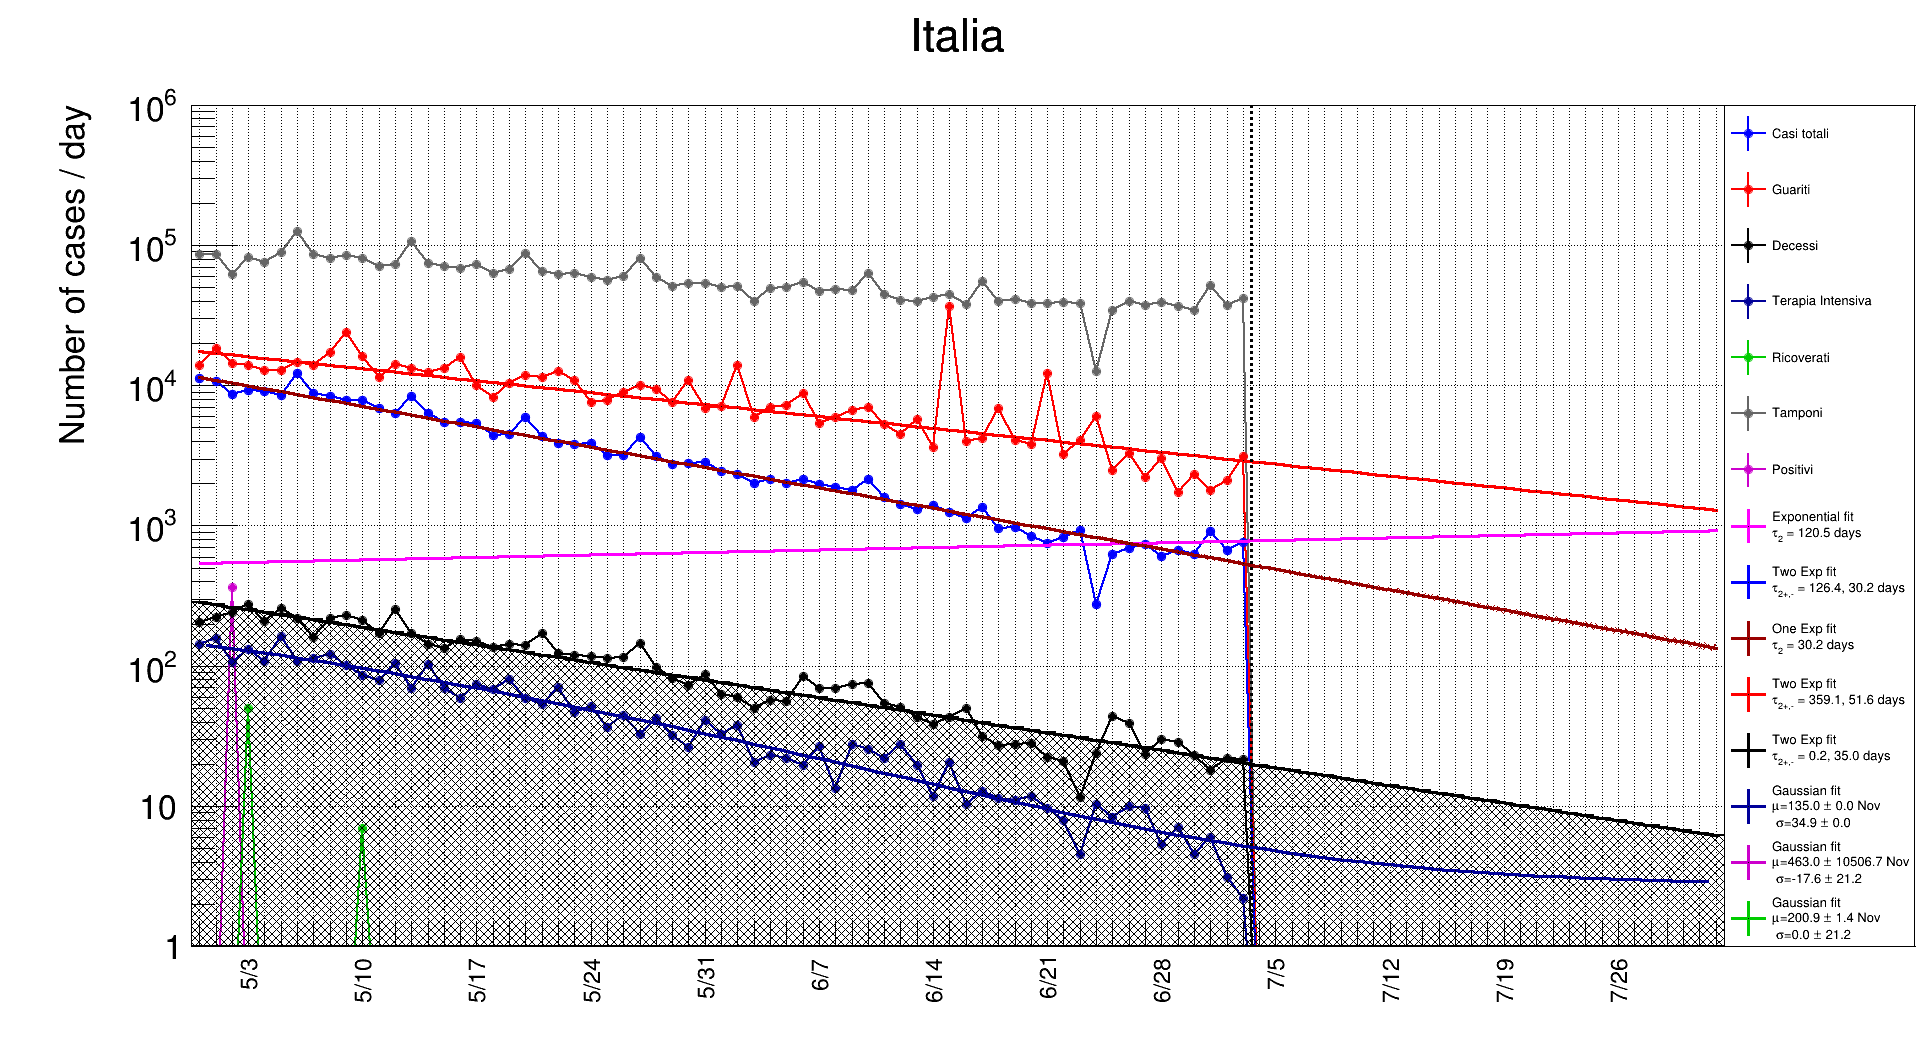 Italia
Number of cases / day
10^6
10^5
10^4
10^3
10^2
10
1
5/3
5/10
5/17
5/24
5/31
6/7
6/14
6/21
6/28
7/5
7/12
7/19
7/26
Casi totali
Guariti
Decessi
Terapia Intensiva
Ricoverati
Tamponi
Positivi
Exponential fit
τ2 = 120.5 days
Two Exp fit
τ2+,- = 126.4, 30.2 days
One Exp fit
τ2 = 30.2 days
Two Exp fit
τ2+,- = 359.1, 51.6 days
Two Exp fit
τ2+,- = 0.2, 35.0 days
Gaussian fit
μ=135.0 ± 0.0 Nov
σ=34.9 ± 0.0
Gaussian fit
μ=463.0 ± 10506.7 Nov
σ=-17.6 ± 21.2
Gaussian fit
μ=200.9 ± 1.4 Nov
σ=0.0 ± 21.2